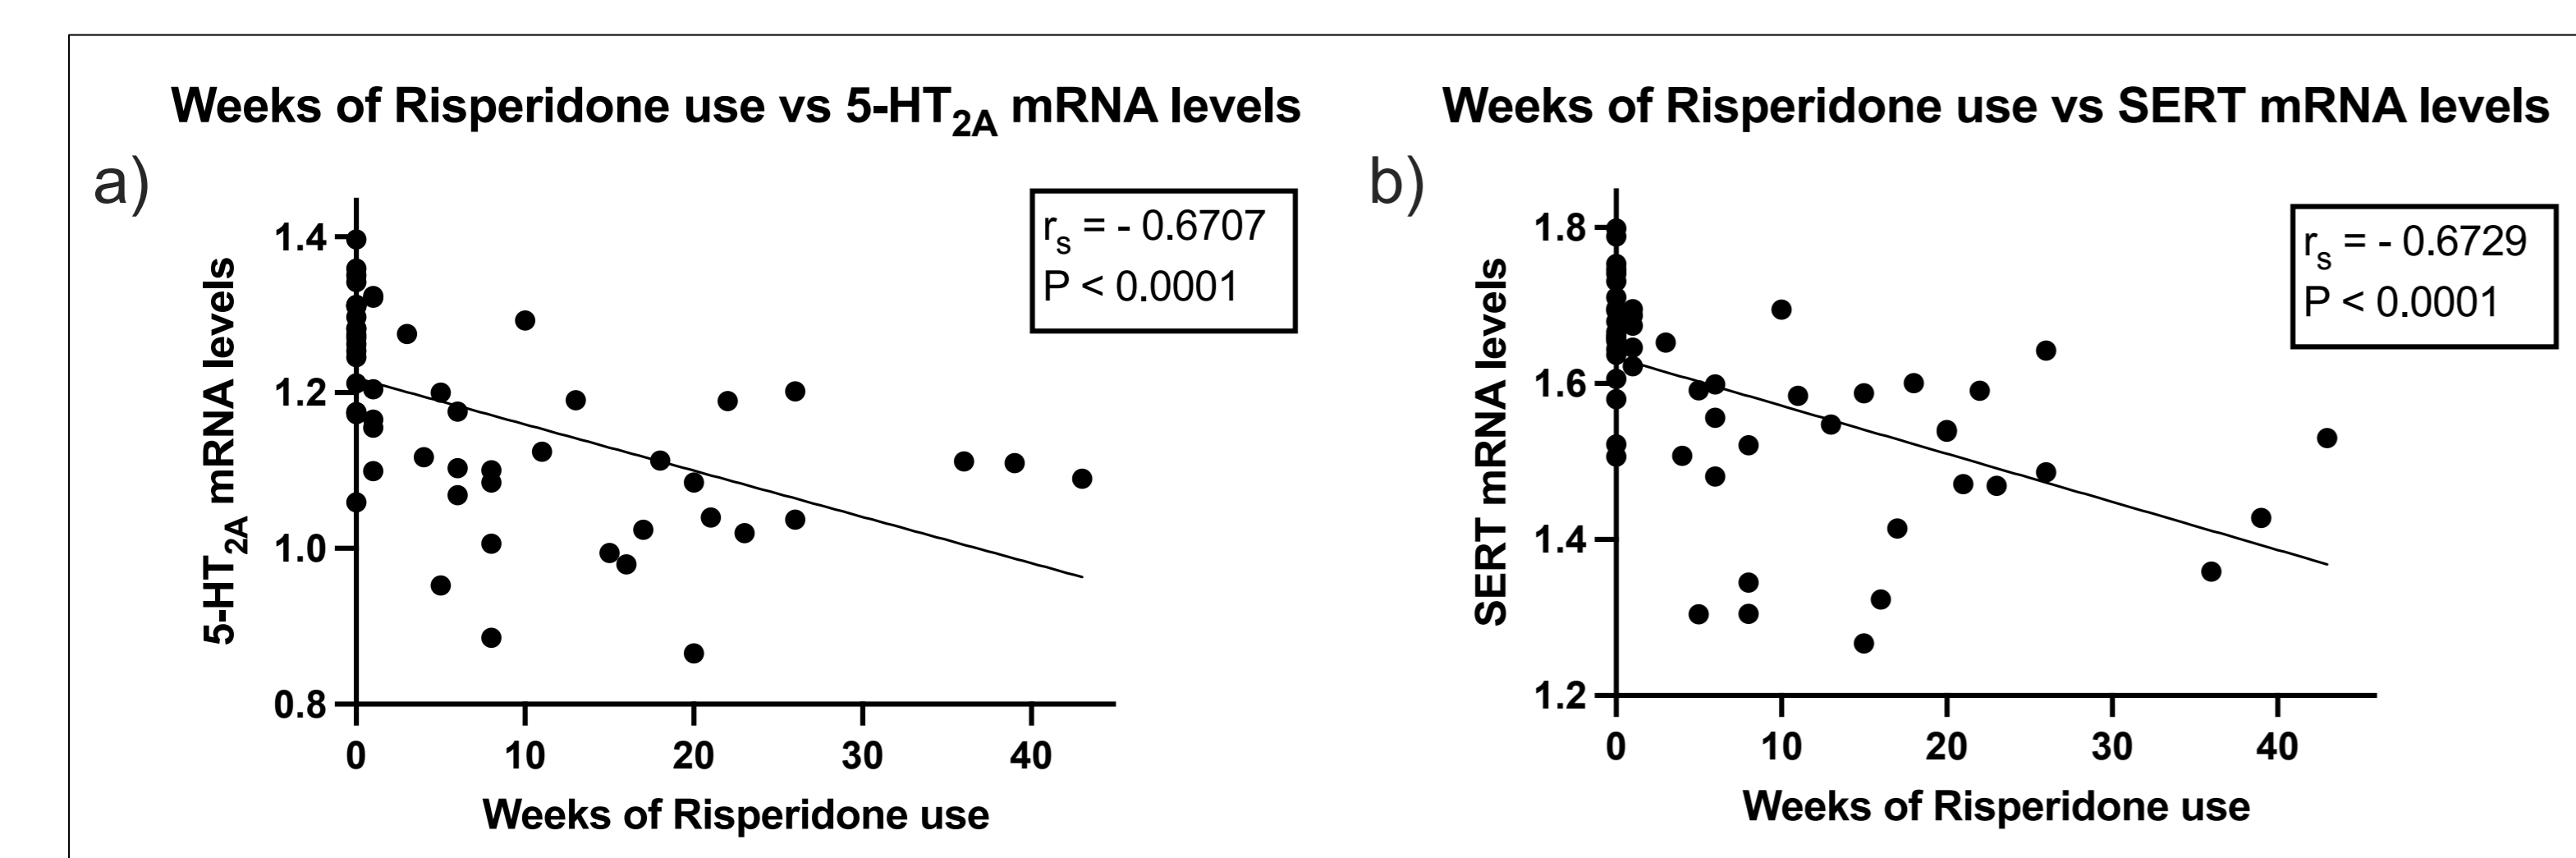 Weeks of Risperidone use vs 5-HT2A mRNA levels
a)
rs = - 0.6707
P < 0.0001
5-HT2A mRNA levels
1.4
1.2
1.0
0.8
0
10
20
30
40
Weeks of Risperidone use
Weeks of Risperidone use vs SERT mRNA levels
b)
rs = - 0.6729
P < 0.0001
SERT mRNA levels
1.8
1.6
1.4
1.2
0
10
20
30
40
Weeks of Risperidone use